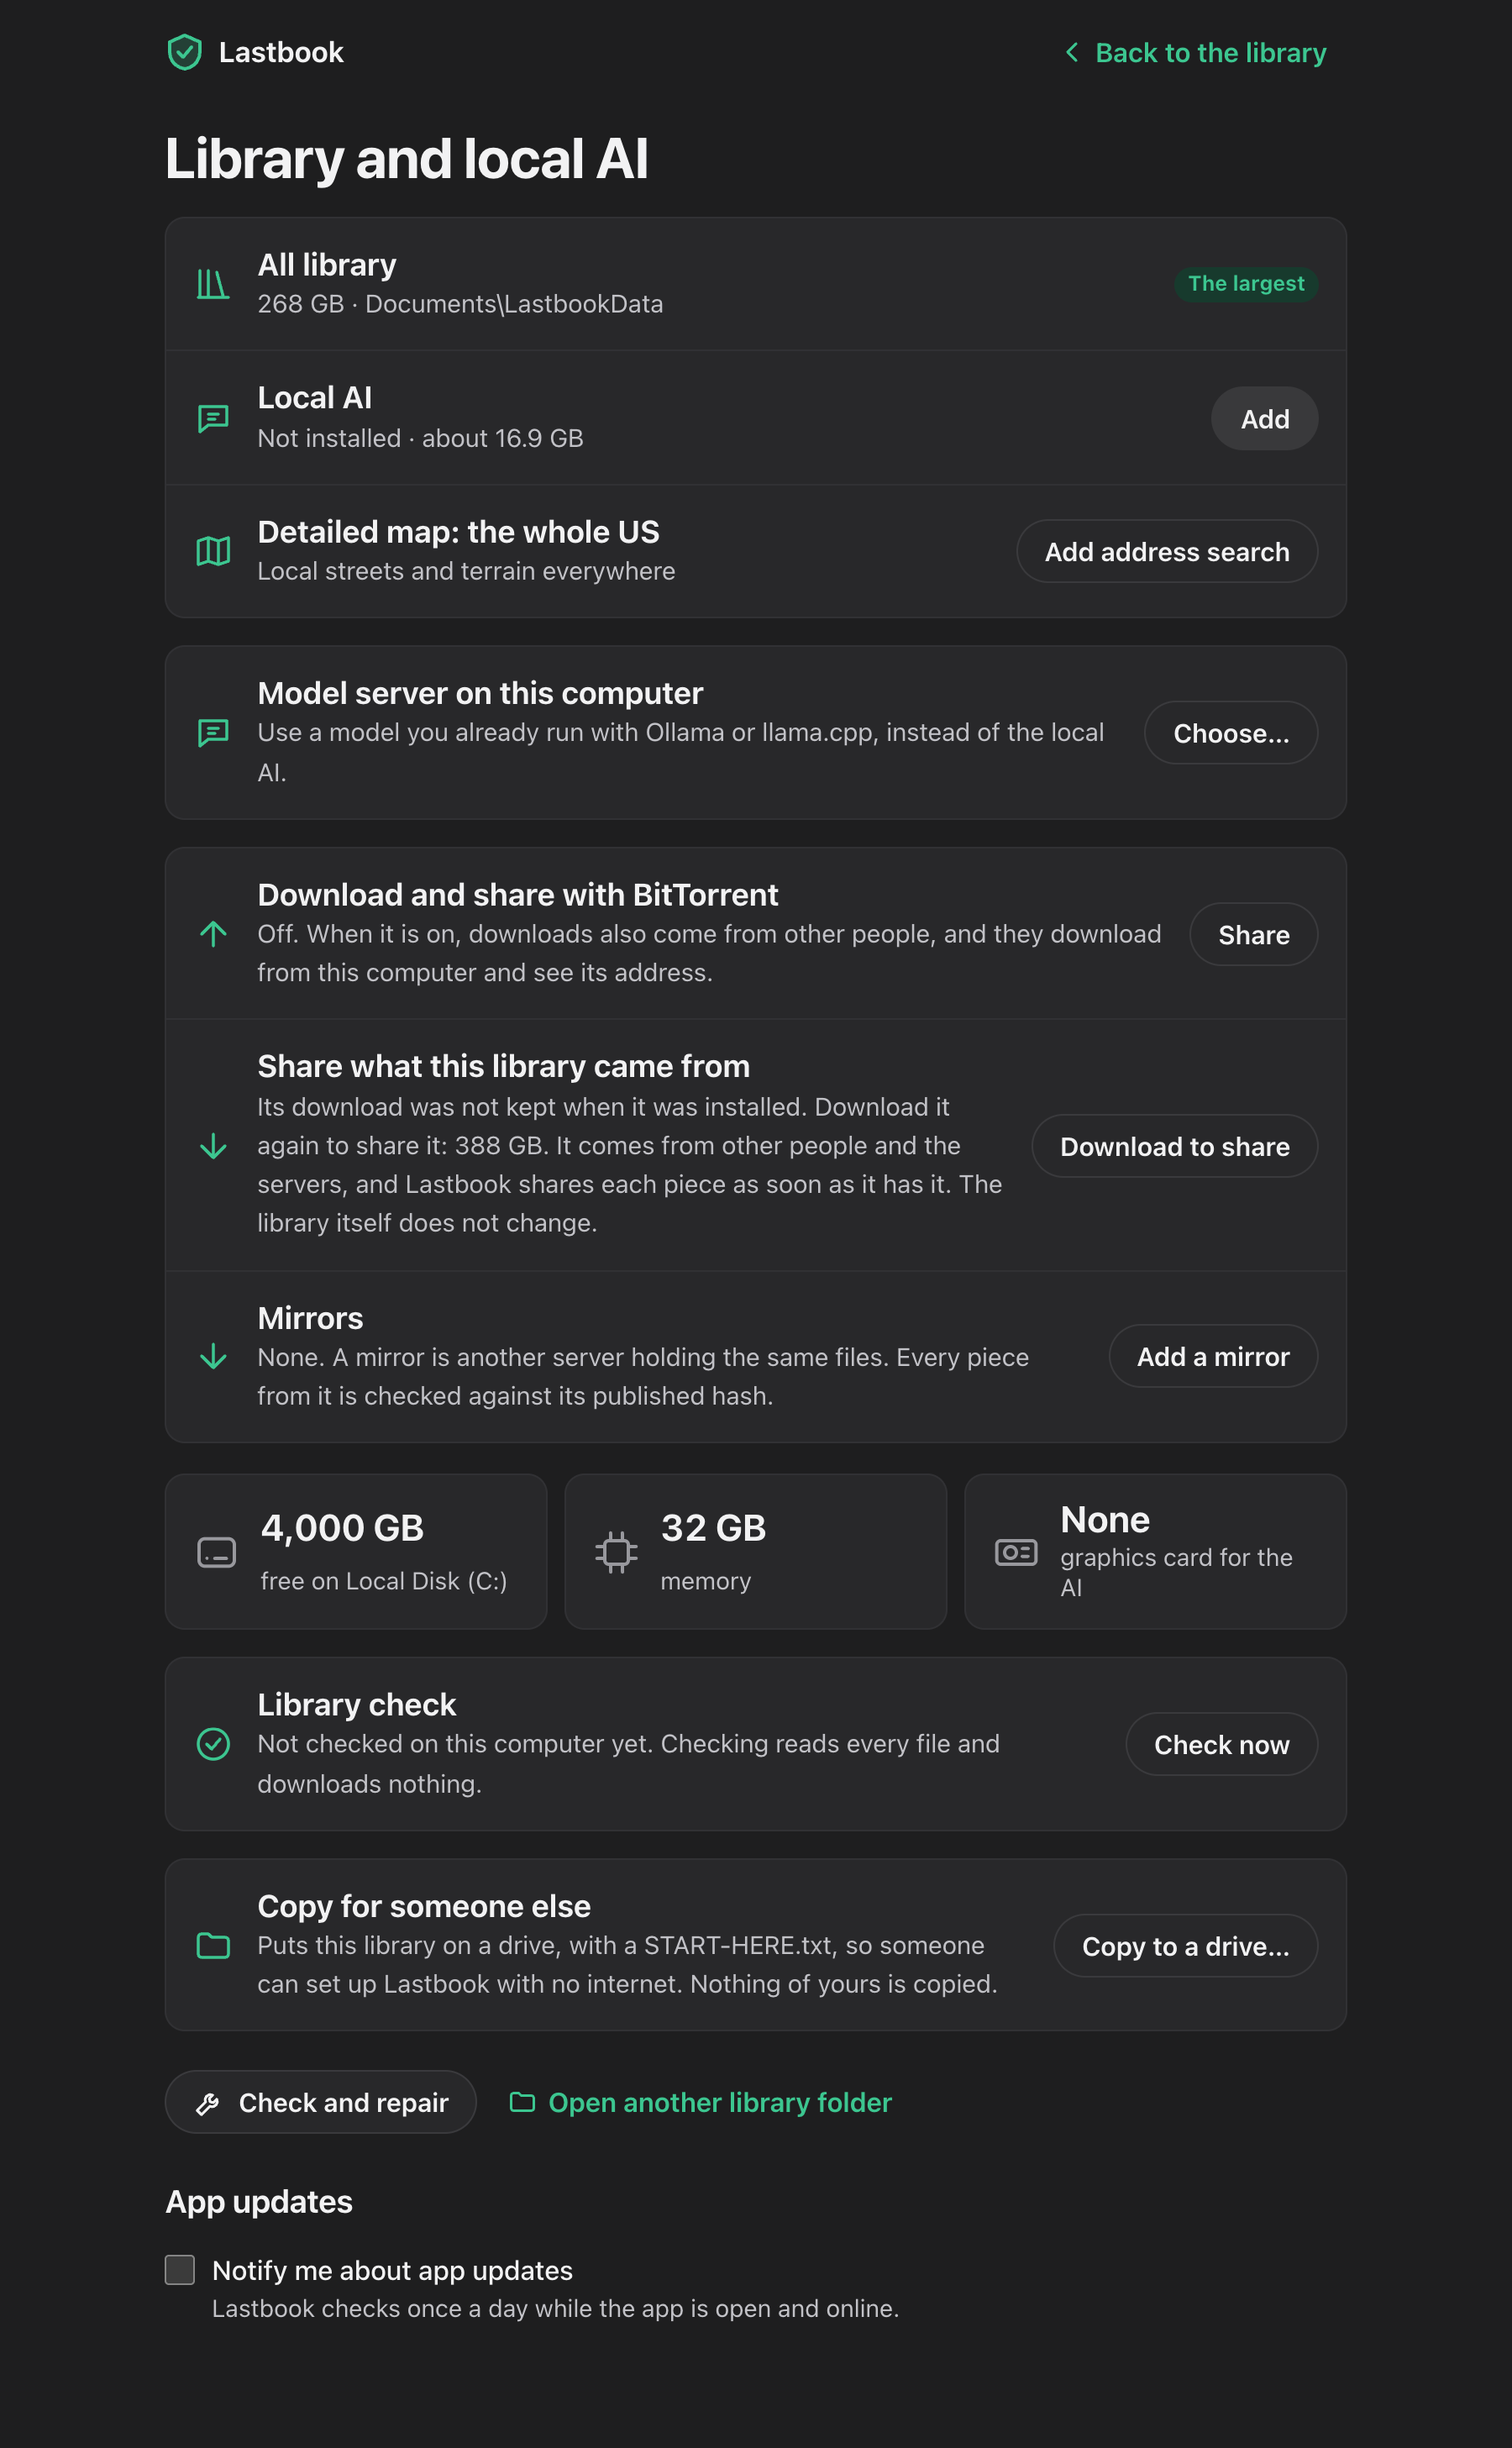 Lastbook
Back to the library
Library and local AI
All library
268 GB · Documents\LastbookData
The largest
Local AI
Not installed · about 16.9 GB
Add
Detailed map: the whole US
Local streets and terrain everywhere
Add address search
Model server on this computer
Use a model you already run with Ollama or llama.cpp, instead of the local
AI.
Choose...
Download and share with BitTorrent
Off. When it is on, downloads also come from other people, and they download
from this computer and see its address.
Share
Share what this library came from
Its download was not kept when it was installed. Download it
again to share it: 388 GB. It comes from other people and the
servers, and Lastbook shares each piece as soon as it has it. The
library itself does not change.
Download to share
Mirrors
None. A mirror is another server holding the same files. Every piece
from it is checked against its published hash.
Add a mirror
4,000 GB
free on Local Disk (C:)
32 GB
memory
None
graphics card for the
AI
Library check
Not checked on this computer yet. Checking reads every file and
downloads nothing.
Check now
Copy for someone else
Puts this library on a drive, with a START-HERE.txt, so someone
can set up Lastbook with no internet. Nothing of yours is copied.
Copy to a drive...
Check and repair
Open another library folder
App updates
Notify me about app updates
Lastbook checks once a day while the app is open and online.